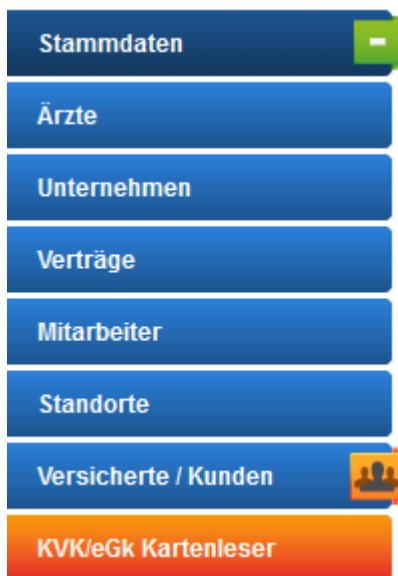 Stammdaten
Ärzte
Unternehmen
Verträge
Mitarbeiter
Standorte
Versicherte / Kunden
KVK/eGk Kartenleser